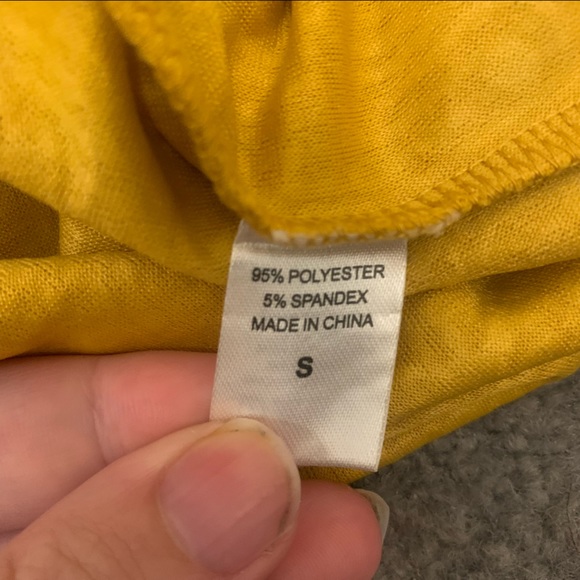 95% POLYESTER
5% SPANDEX
MADE IN CHINA
S